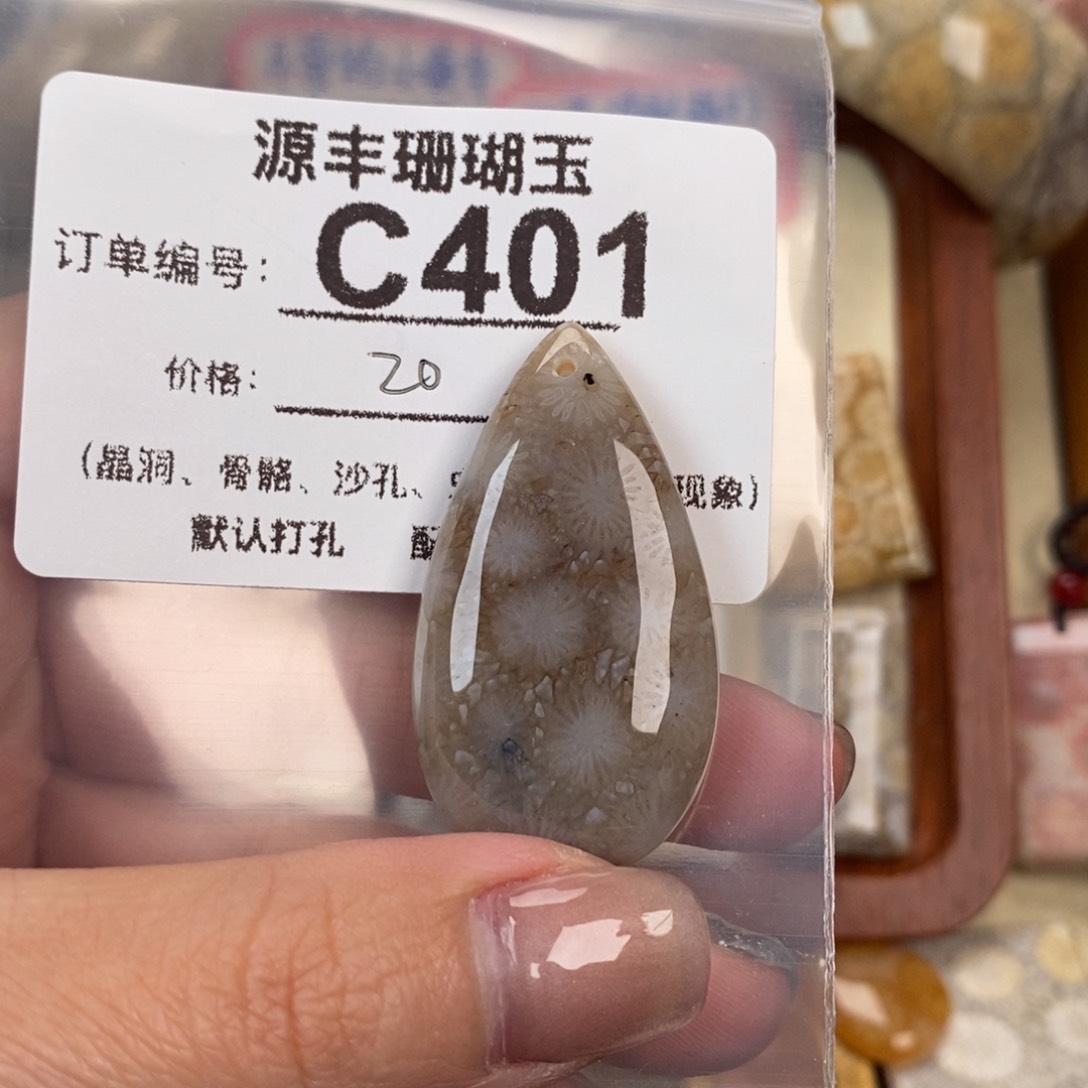 源丰珊瑚玉
订单编号： C401
价格： 20
（晶洞、骨骼、沙孔、 现象）
默认打孔